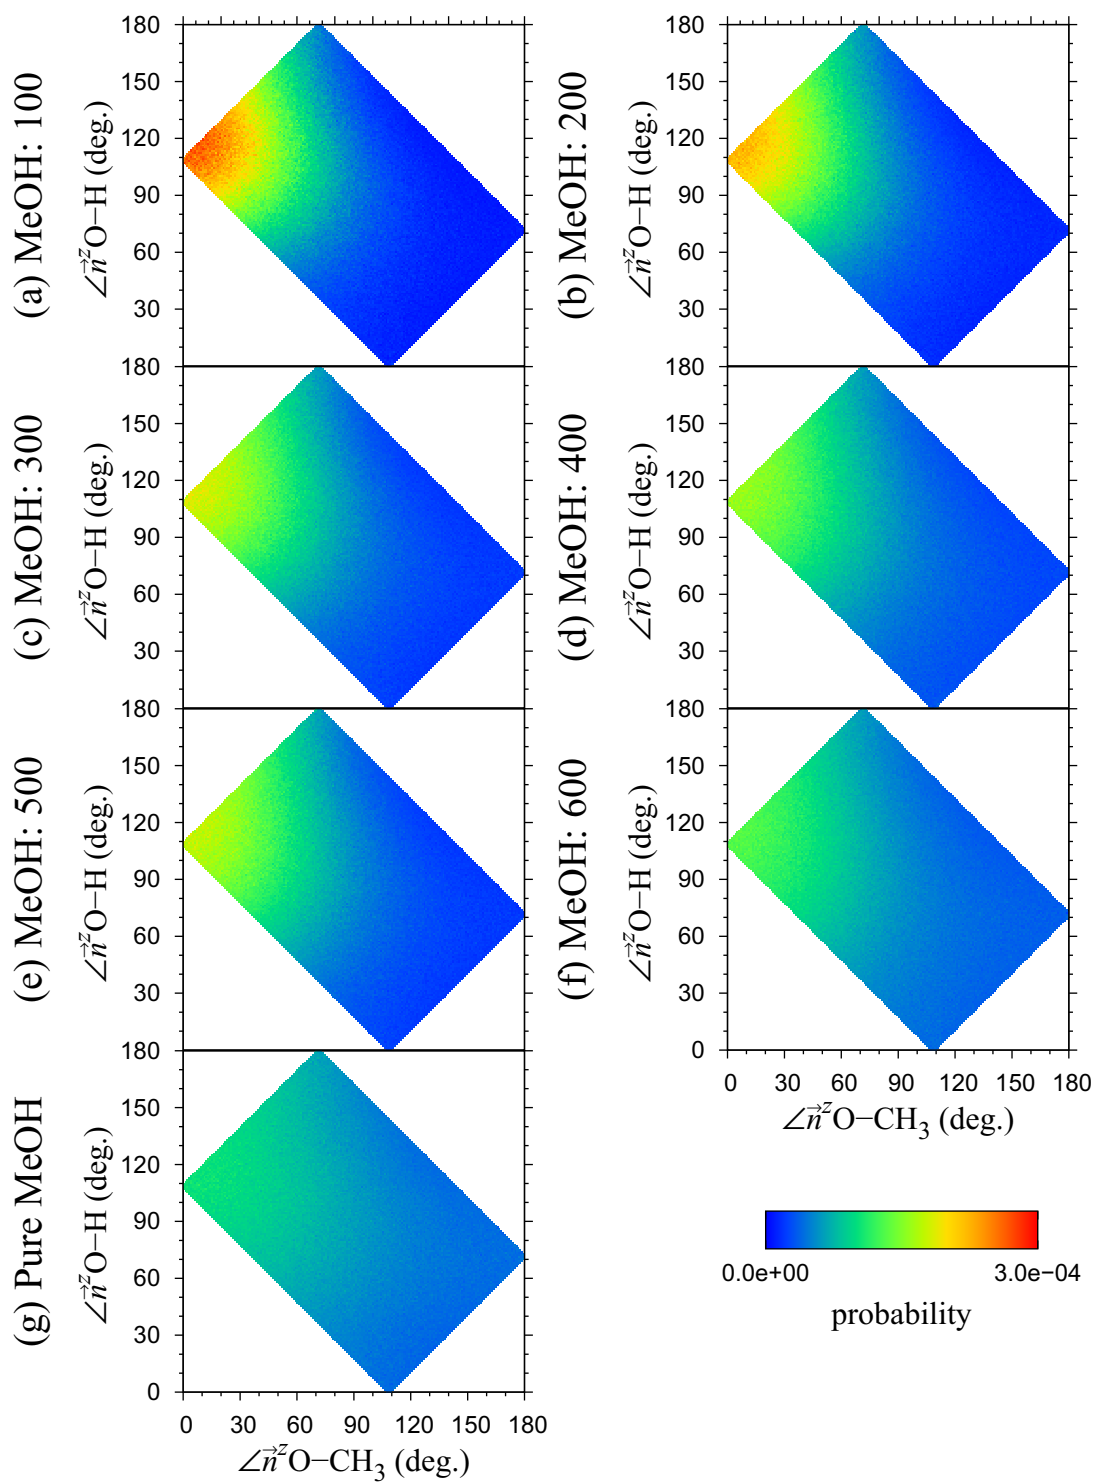 (a) MeOH: 100
∠n⃗ᶻO−H (deg.)
180
150
120
90
60
30
(b) MeOH: 200
∠n⃗ᶻO−H (deg.)
180
150
120
90
60
30
(c) MeOH: 300
∠n⃗ᶻO−H (deg.)
180
150
120
90
60
30
(d) MeOH: 400
∠n⃗ᶻO−H (deg.)
180
150
120
90
60
30
(e) MeOH: 500
∠n⃗ᶻO−H (deg.)
180
150
120
90
60
30
(f) MeOH: 600
∠n⃗ᶻO−H (deg.)
180
150
120
90
60
30
0
0 30 60 90 120 150 180
∠n⃗ᶻO−CH₃ (deg.)
(g) Pure MeOH
∠n⃗ᶻO−H (deg.)
180
150
120
90
60
30
0
0 30 60 90 120 150 180
∠n⃗ᶻO−CH₃ (deg.)
0.0e+00 3.0e−04
probability